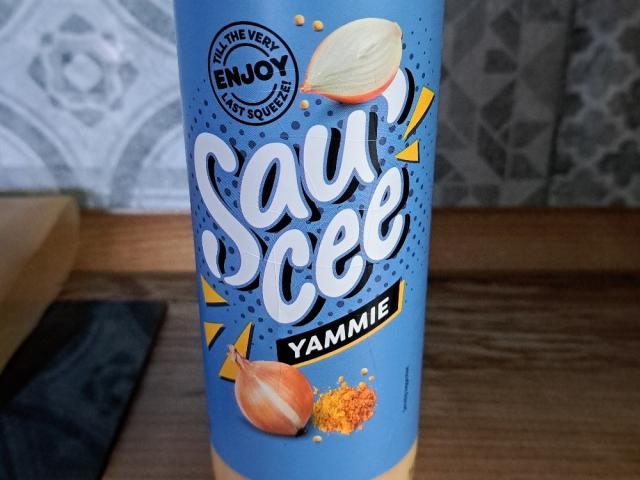 TILL THE VERY
ENJOY
LAST SQUEEZE!
Sau'
cee
YAMMIE